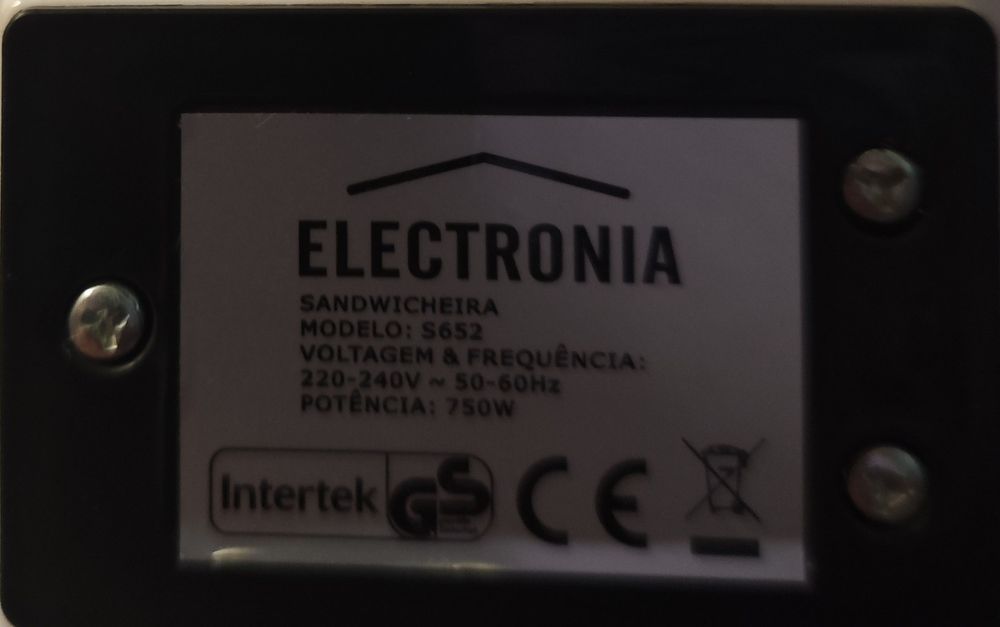 ELECTRONIA
SANDWICHEIRA
MODELO: S652
VOLTAGEM & FREQUÊNCIA:
220-240V ~ 50-60Hz
POTÊNCIA: 750W
Intertek GS CE